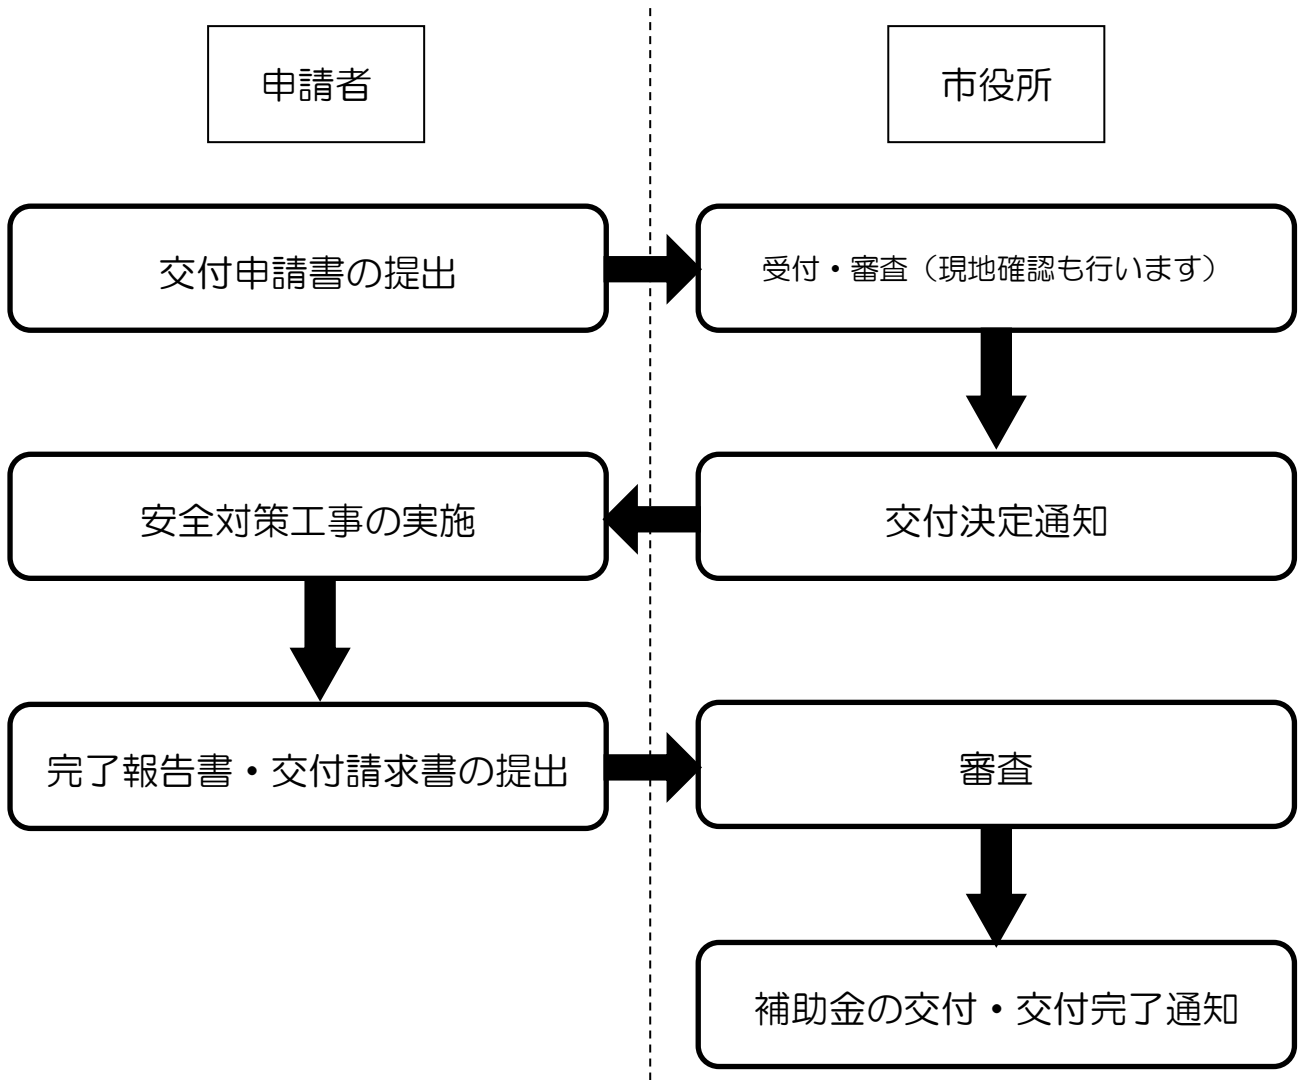 申請者
市役所
交付申請書の提出
受付・審査（現地確認も行います）
安全対策工事の実施
交付決定通知
完了報告書・交付請求書の提出
審査
補助金の交付・交付完了通知